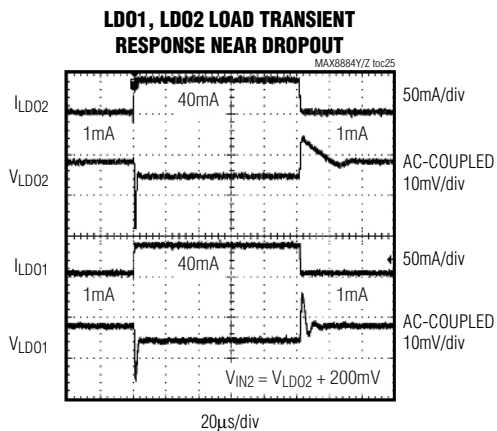 LDO1, LDO2 LOAD TRANSIENT
RESPONSE NEAR DROPOUT
MAX8884Y/Z toc25
ILDO2
40mA
50mA/div
1mA
1mA
VLDO2
AC-COUPLED
10mV/div
ILDO1
40mA
50mA/div
1mA
1mA
VLDO1
AC-COUPLED
10mV/div
VIN2 = VLDO2 + 200mV
20µs/div